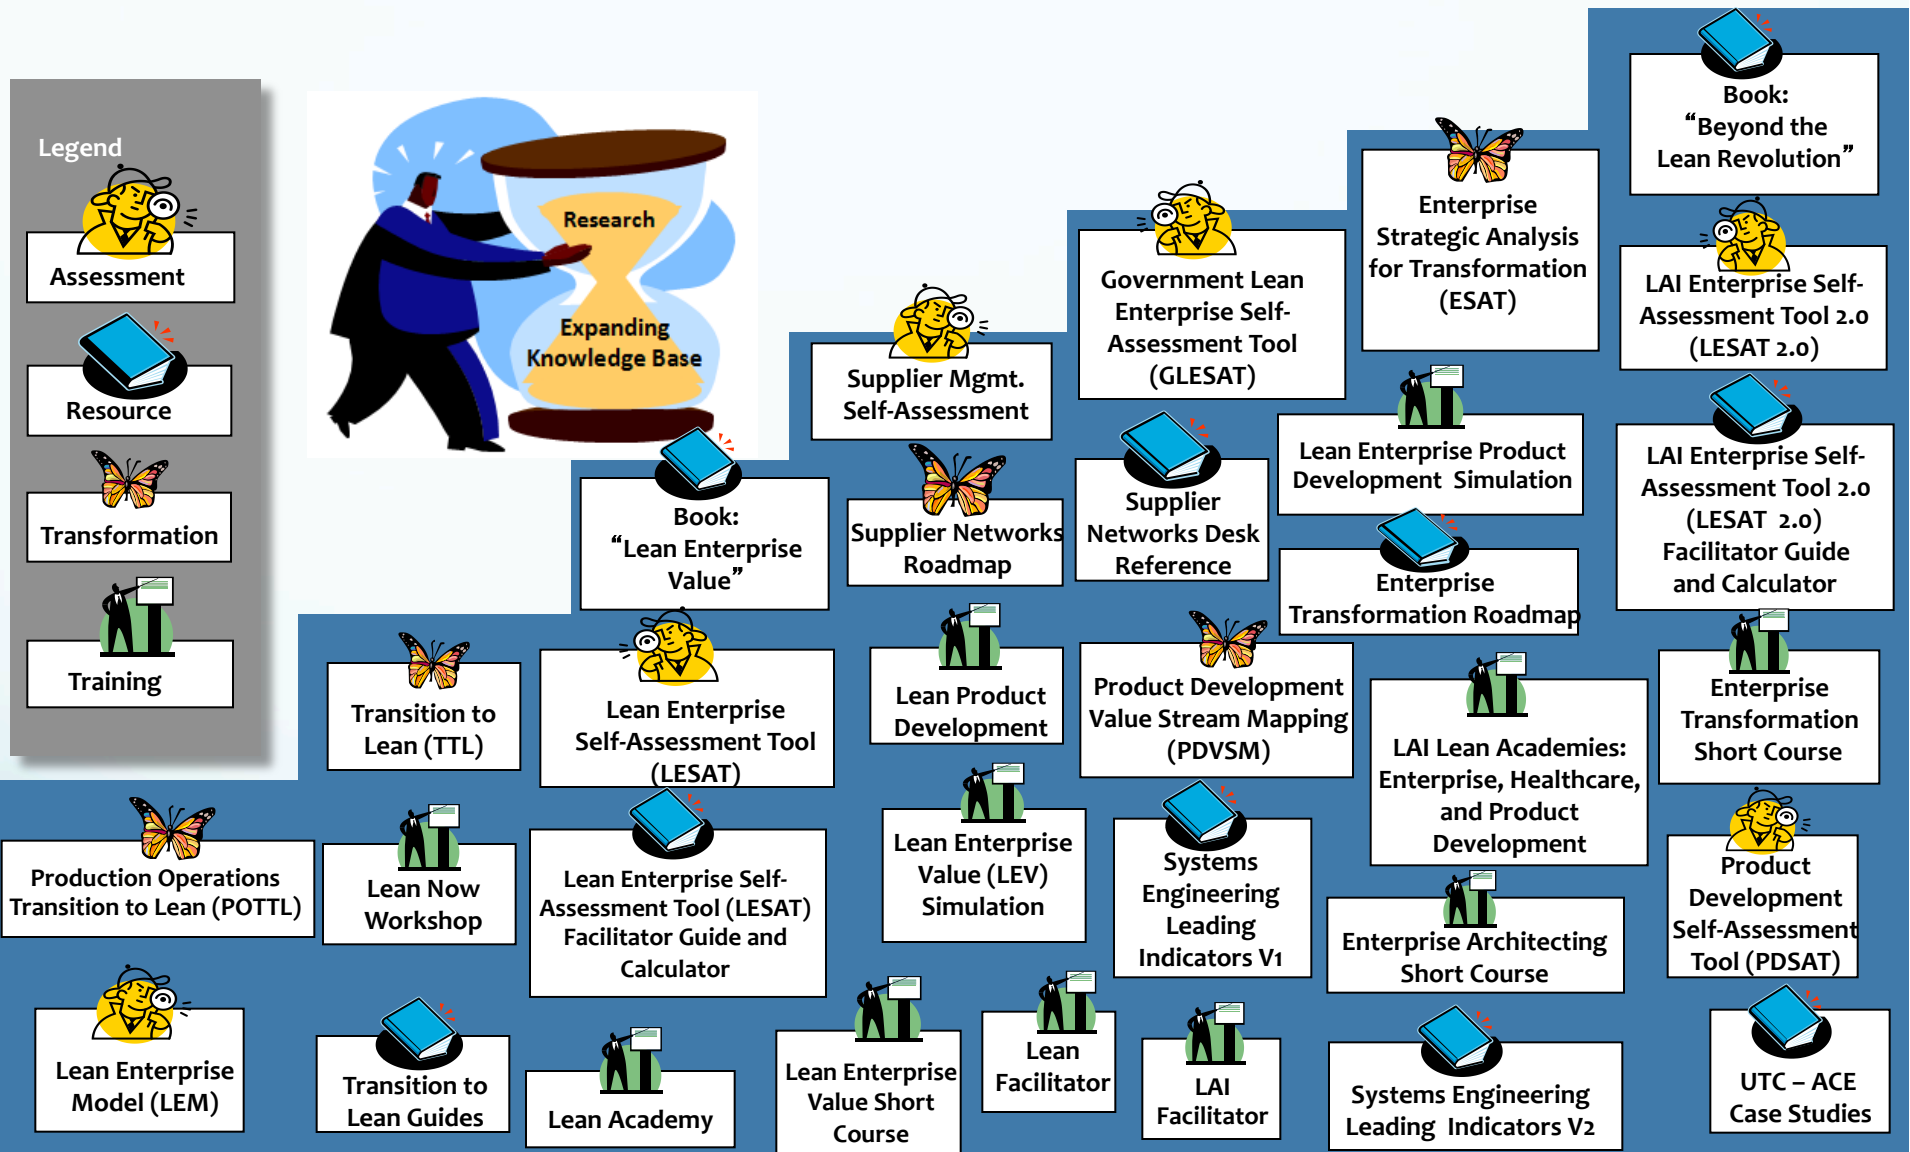 Legend
Assessment
Resource
Transformation
Training
Research
Expanding
Knowledge Base
Production Operations
Transition to Lean (POTTL)
Lean Enterprise
Model (LEM)
Transition to
Lean (TTL)
Lean Now
Workshop
Transition to
Lean Guides
Book:
“Lean Enterprise
Value”
Lean Enterprise
Self-Assessment Tool
(LESAT)
Lean Enterprise Self-
Assessment Tool (LESAT)
Facilitator Guide and
Calculator
Lean Academy
Supplier Mgmt.
Self-Assessment
Supplier Networks
Roadmap
Lean Product
Development
Lean Enterprise
Value (LEV)
Simulation
Lean Enterprise
Value Short
Course
Lean
Facilitator
Government Lean
Enterprise Self-
Assessment Tool
(GLESAT)
Supplier
Networks Desk
Reference
Product Development
Value Stream Mapping
(PDVSM)
Systems
Engineering
Leading
Indicators V1
LAI
Facilitator
Enterprise
Strategic Analysis
for Transformation
(ESAT)
Lean Enterprise Product
Development Simulation
Enterprise
Transformation Roadmap
LAI Lean Academies:
Enterprise, Healthcare,
and Product
Development
Enterprise Architecting
Short Course
Systems Engineering
Leading Indicators V2
Book:
“Beyond the
Lean Revolution”
LAI Enterprise Self-
Assessment Tool 2.0
(LESAT 2.0)
LAI Enterprise Self-
Assessment Tool 2.0
(LESAT 2.0)
Facilitator Guide
and Calculator
Enterprise
Transformation
Short Course
Product
Development
Self-Assessment
Tool (PDSAT)
UTC – ACE
Case Studies